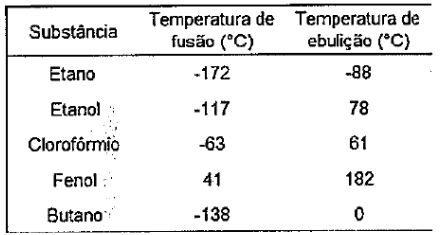 Substância Temperatura de fusão (°C) Temperatura de ebulição (°C)
Etano -172 -88
Etanol -117 78
Clorofórmio -63 61
Fenol 41 182
Butano -138 0